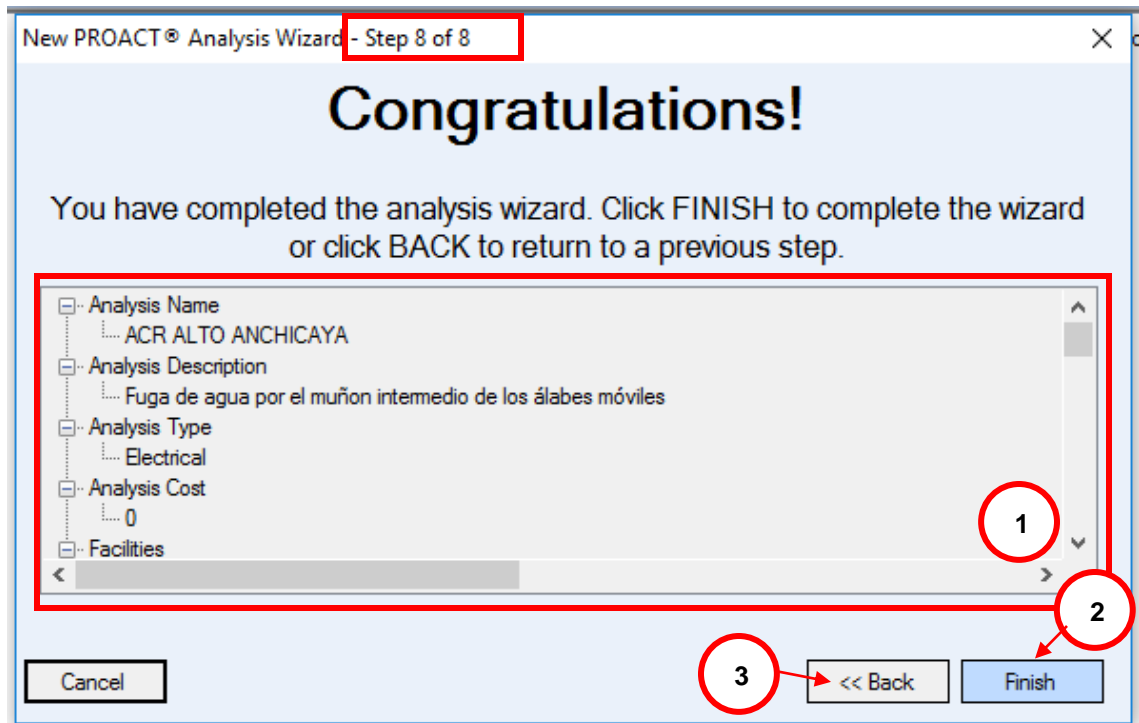 New PROACT® Analysis Wizard - Step 8 of 8
Congratulations!
You have completed the analysis wizard. Click FINISH to complete the wizard
or click BACK to return to a previous step.
Analysis Name
ACR ALTO ANCHICAYA
Analysis Description
Fuga de agua por el muñon intermedio de los álabes móviles
Analysis Type
Electrical
Analysis Cost
0
Facilities
1
2
3
Cancel
<< Back
Finish